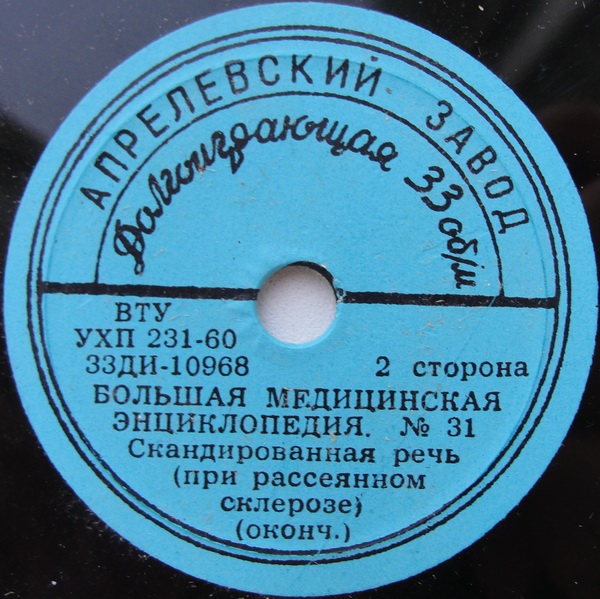 АПРЕЛЕВСКИЙ ЗАВОД
Долгоиграющая 33 об/м
ВТУ
УХП 231-60
33ДИ-10968 2 сторона
БОЛЬШАЯ МЕДИЦИНСКАЯ
ЭНЦИКЛОПЕДИЯ. № 31
Скандированная речь
(при рассеянном
склерозе)
(оконч.)